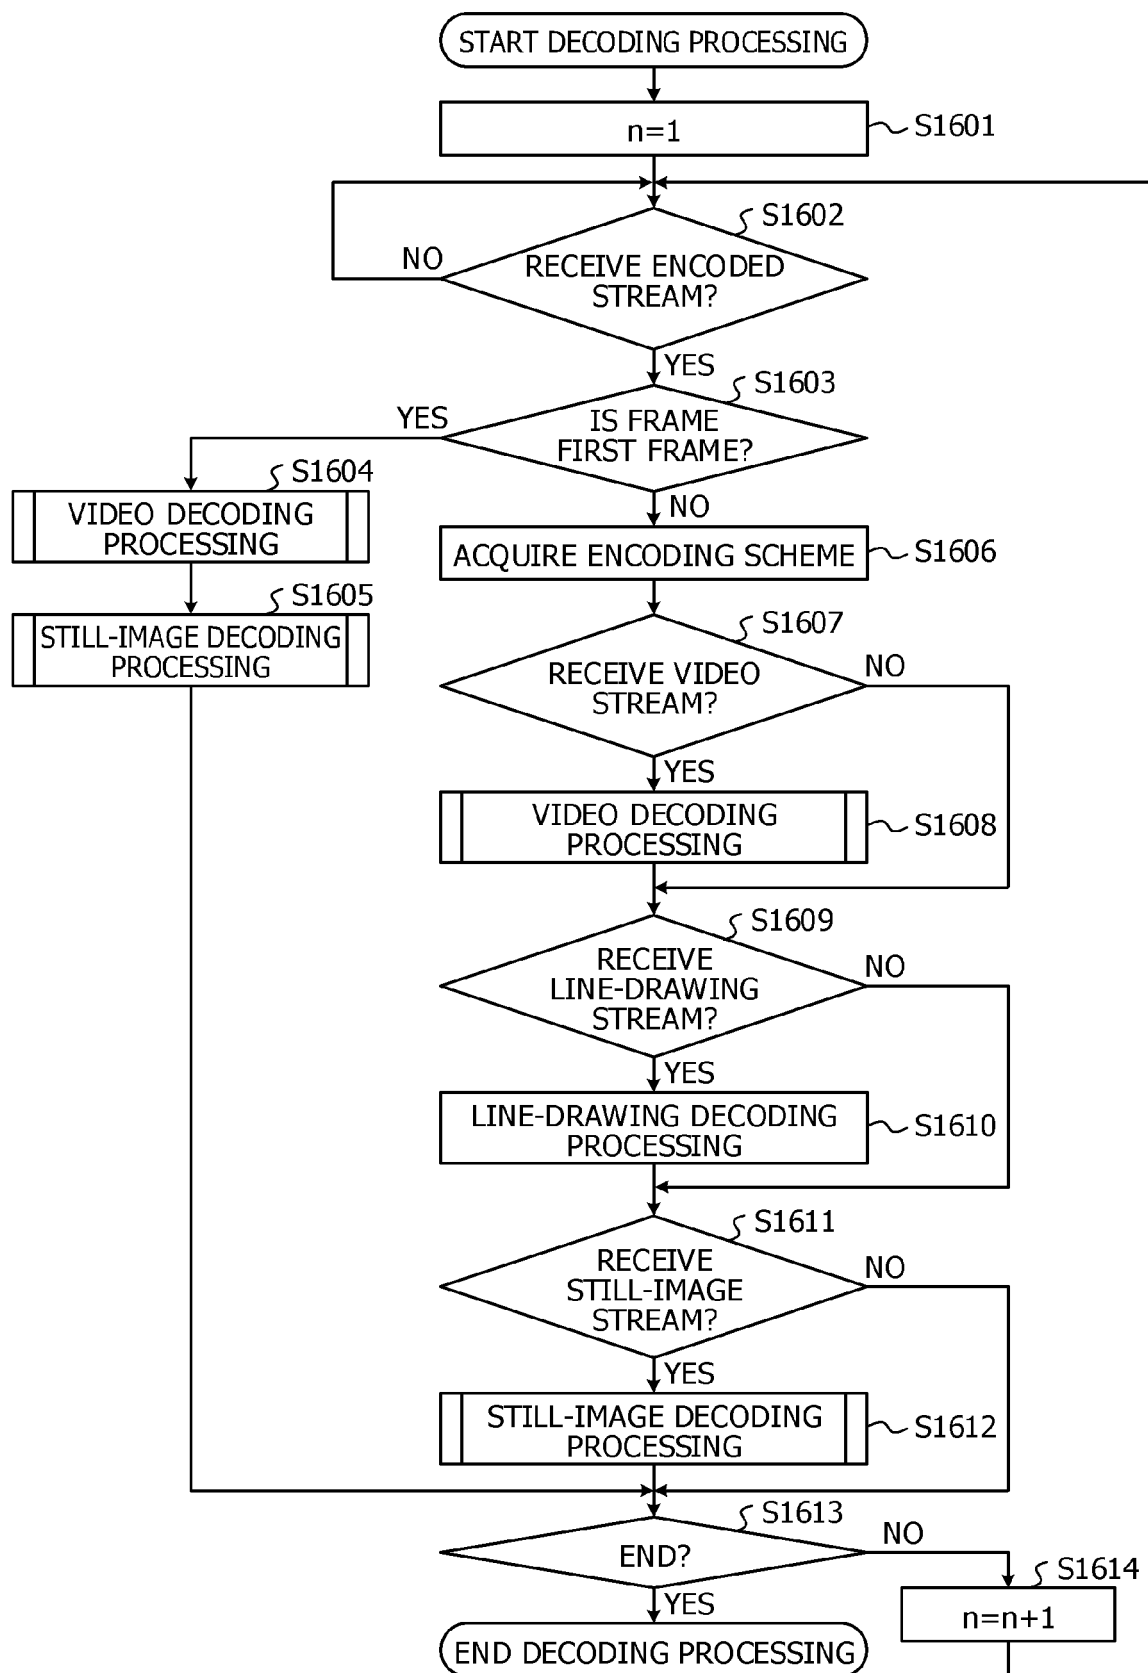 START DECODING PROCESSING
n=1
S1601
S1602
NO
RECEIVE ENCODED
STREAM?
YES
S1603
YES
IS FRAME
FIRST FRAME?
S1604
VIDEO DECODING
PROCESSING
NO
ACQUIRE ENCODING SCHEME
S1606
S1605
STILL-IMAGE DECODING
PROCESSING
S1607
RECEIVE VIDEO
STREAM?
NO
YES
VIDEO DECODING
PROCESSING
S1608
S1609
RECEIVE
LINE-DRAWING
STREAM?
NO
YES
LINE-DRAWING DECODING
PROCESSING
S1610
S1611
RECEIVE
STILL-IMAGE
STREAM?
NO
YES
STILL-IMAGE DECODING
PROCESSING
S1612
S1613
END?
NO
S1614
n=n+1
YES
END DECODING PROCESSING